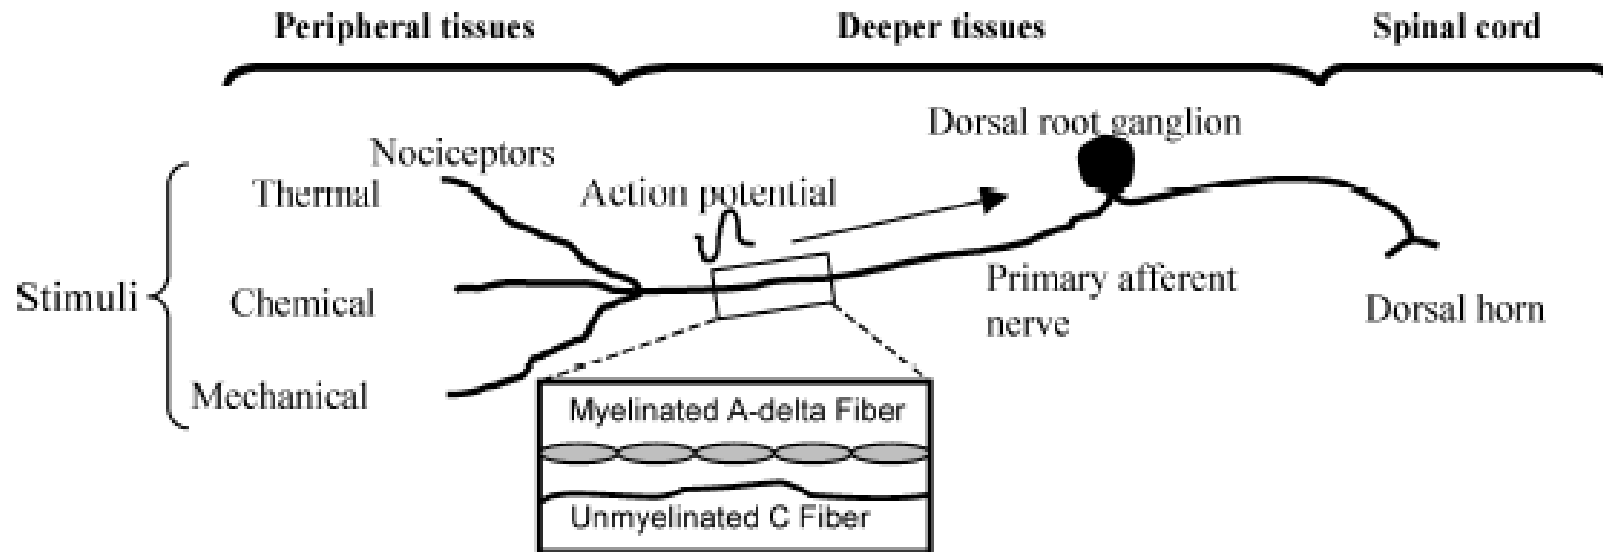 Peripheral tissues
Deeper tissues
Spinal cord
Dorsal root ganglion
Nociceptors
Thermal
Action potential
Stimuli
Chemical
Primary afferent
nerve
Dorsal horn
Mechanical
Myelinated A-delta Fiber
Unmyelinated C Fiber